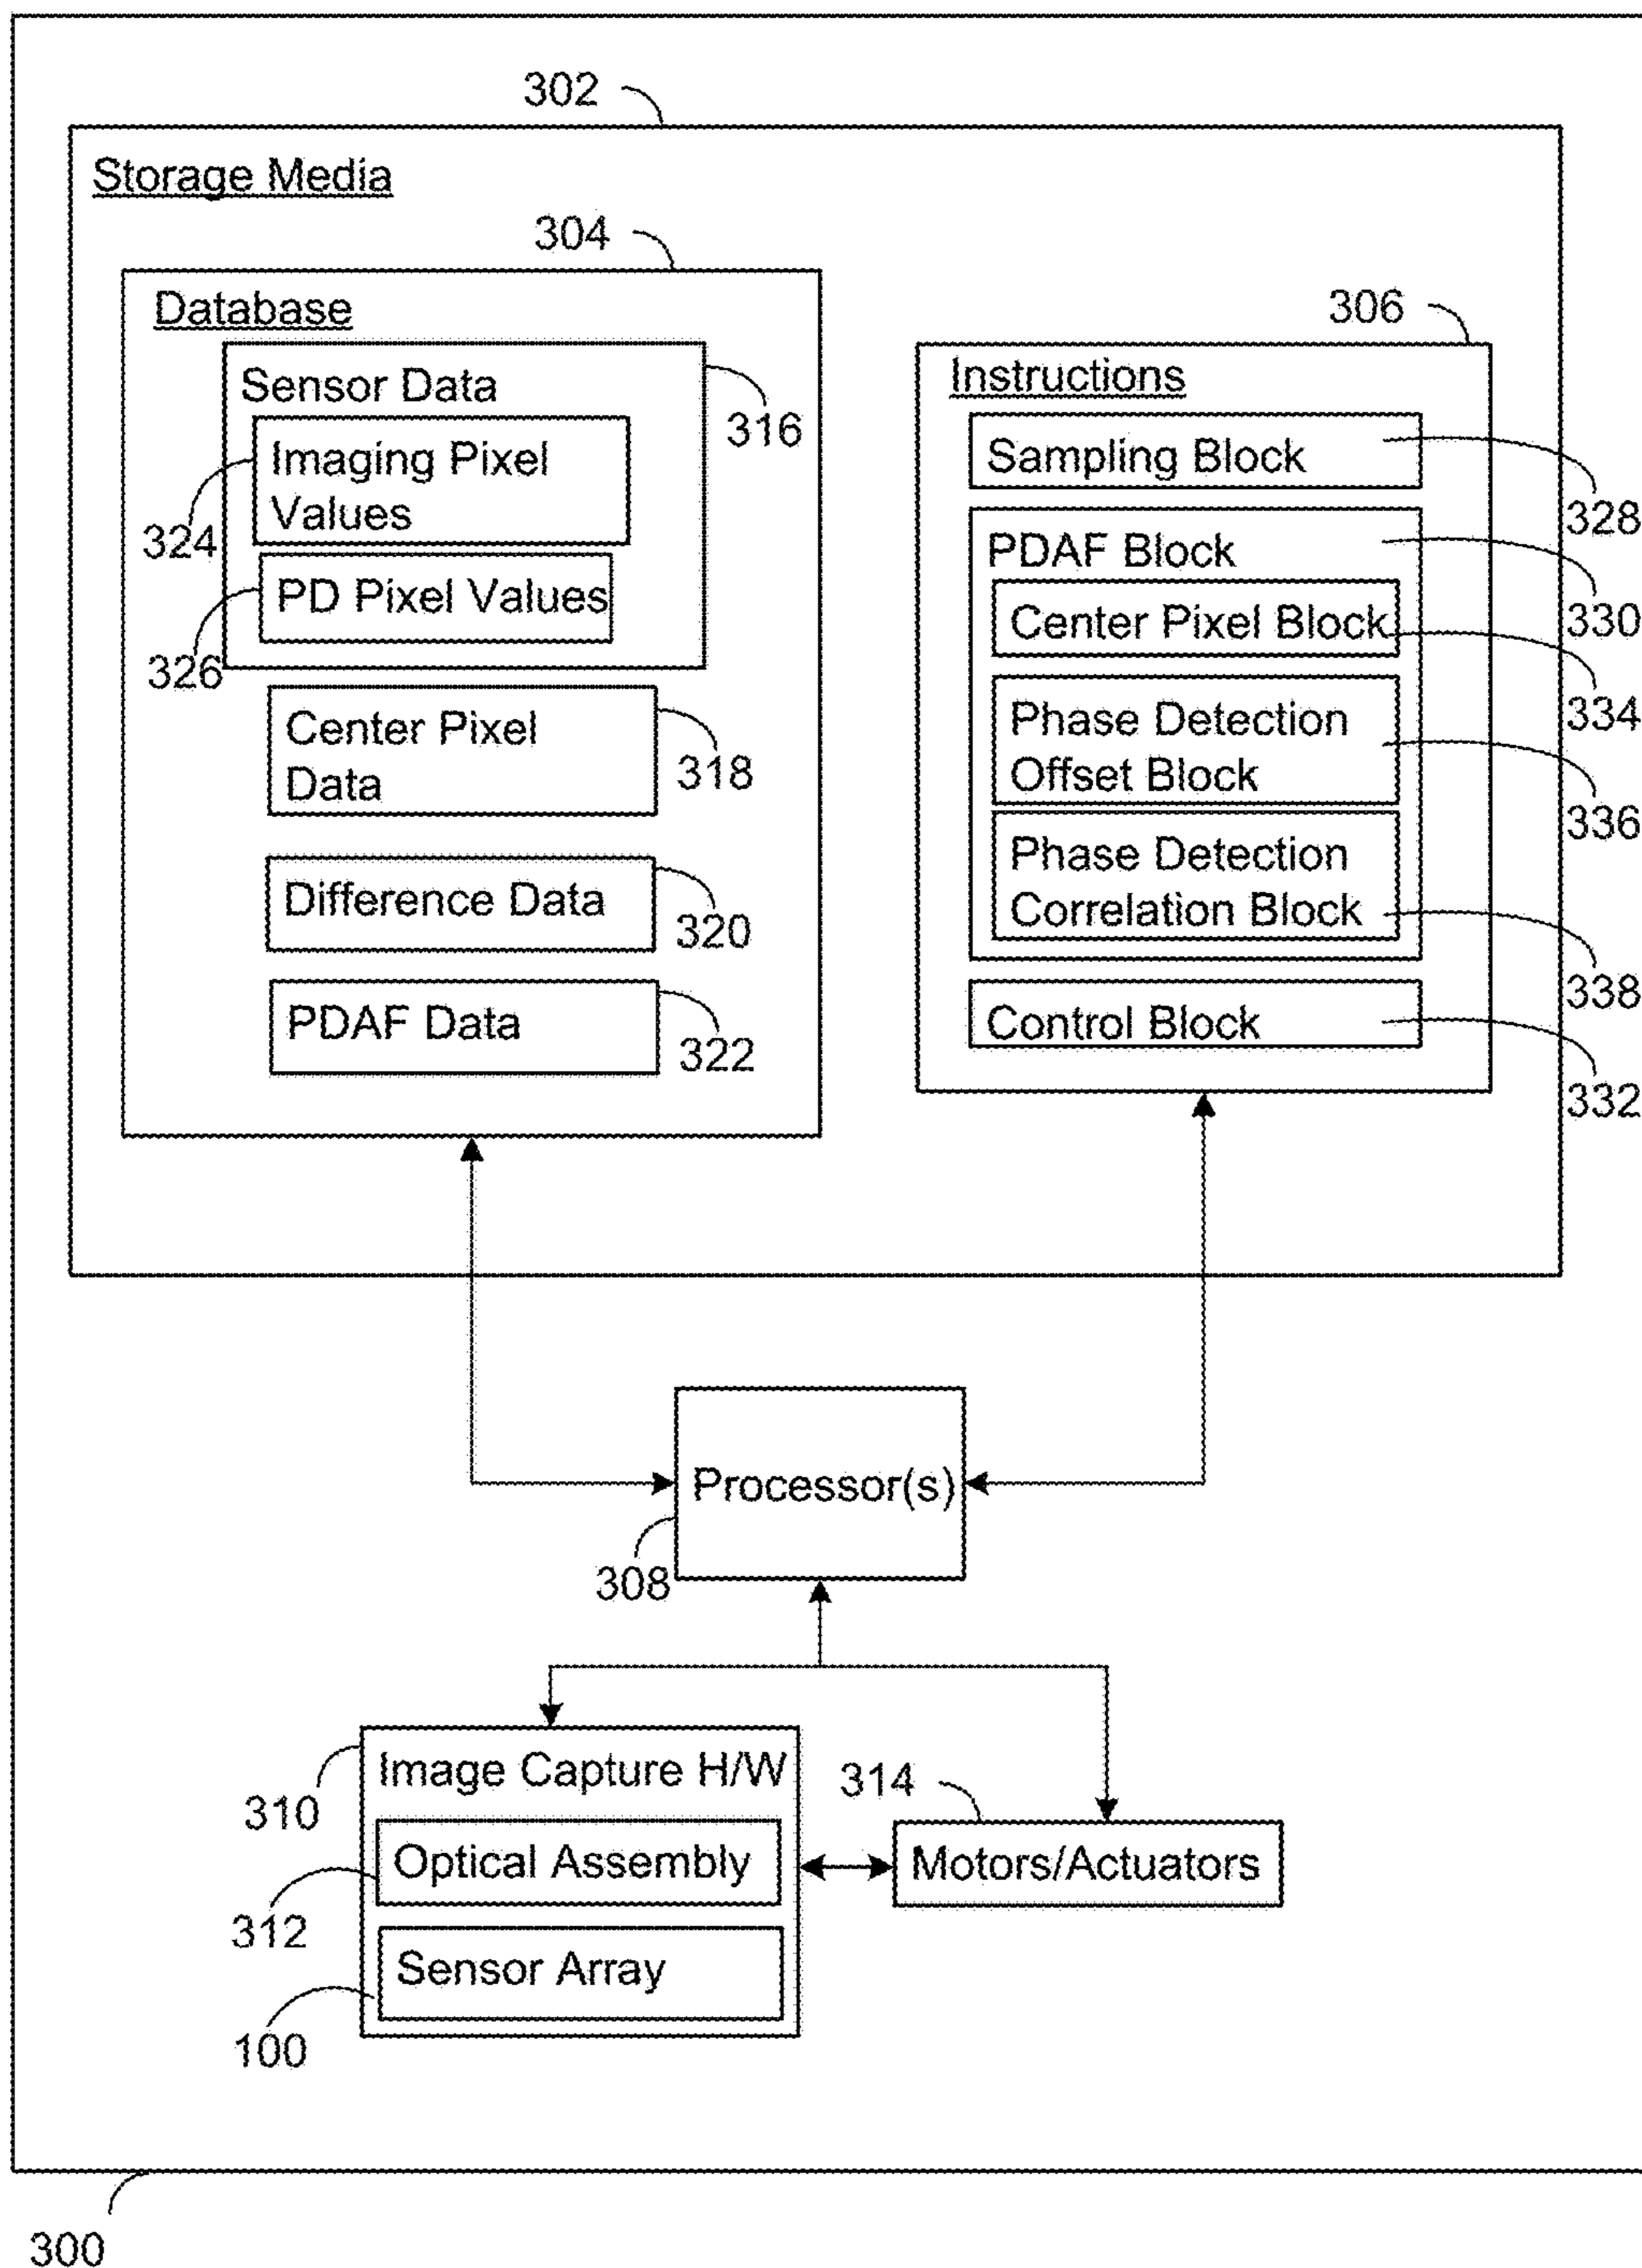 302
Storage Media
304
Database
306
Sensor Data
316
Instructions
Imaging Pixel
Values
324
Sampling Block
328
PD Pixel Values
326
PDAF Block
330
Center Pixel Block
334
Center Pixel
Data
318
Phase Detection
Offset Block
336
Difference Data
320
Phase Detection
Correlation Block
338
PDAF Data
322
Control Block
332
Processor(s)
308
Image Capture H/W
310
314
Optical Assembly
312
Motors/Actuators
Sensor Array
100
300